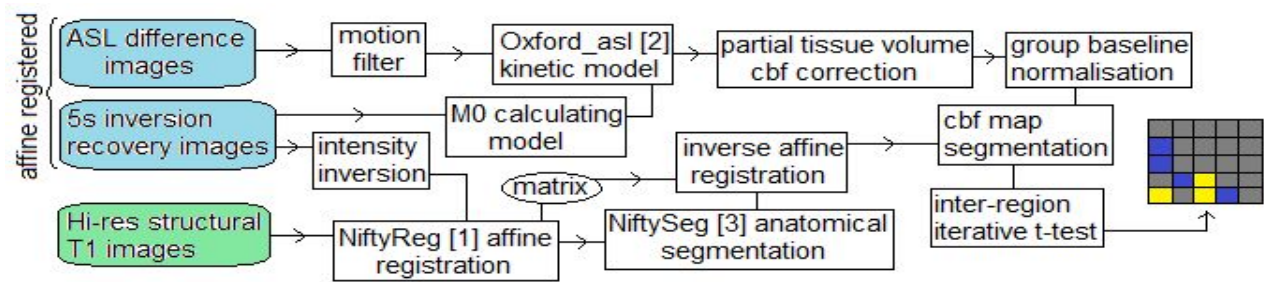 affine registered
ASL difference
images
motion
filter
Oxford_asl [2]
kinetic model
partial tissue volume
cbf correction
group baseline
normalisation
5s inversion
recovery images
M0 calculating
model
intensity
inversion
matrix
inverse affine
registration
cbf map
segmentation
Hi-res structural
T1 images
NiftyReg [1] affine
registration
NiftySeg [3] anatomical
segmentation
inter-region
iterative t-test